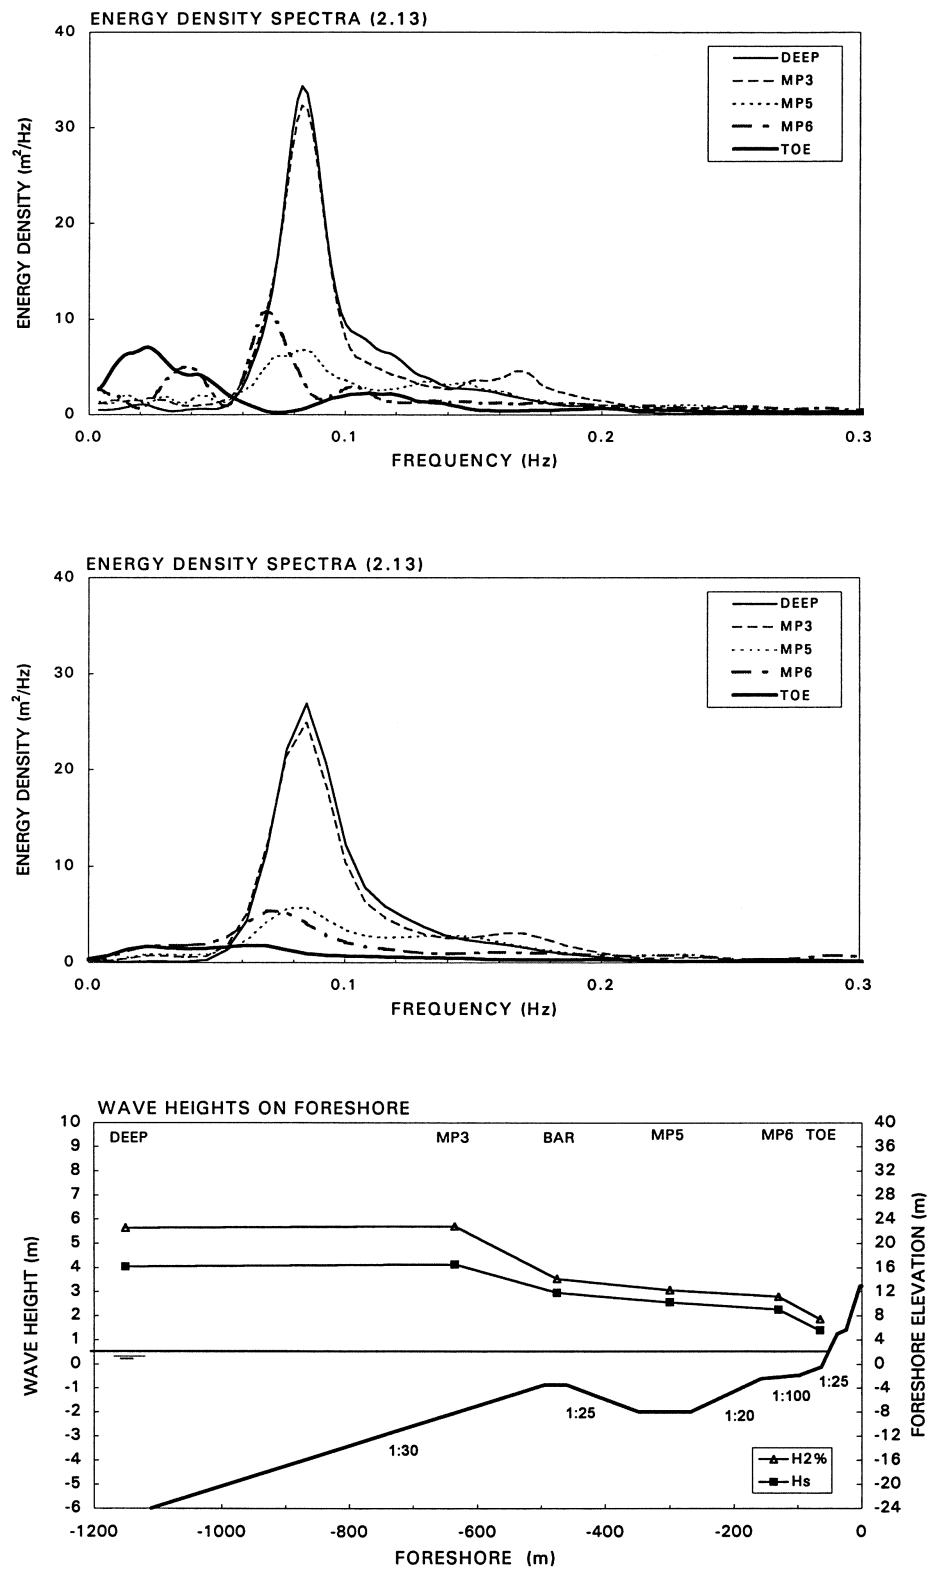 ENERGY DENSITY SPECTRA (2.13)
40
30
20
10
0
ENERGY DENSITY (m²/Hz)
DEEP
MP3
MP5
MP6
TOE
0.0 0.1 0.2 0.3
FREQUENCY (Hz)
ENERGY DENSITY SPECTRA (2.13)
40
30
20
10
0
ENERGY DENSITY (m²/Hz)
DEEP
MP3
MP5
MP6
TOE
0.0 0.1 0.2 0.3
FREQUENCY (Hz)
WAVE HEIGHTS ON FORESHORE
DEEP MP3 BAR MP5 MP6 TOE
10 40
9 36
8 32
7 28
6 24
5 20
4 16
3 12
2 8
1 4
0 0
-1 -4
-2 -8
-3 -12
-4 -16
-5 -20
-6 -24
WAVE HEIGHT (m)
FORESHORE ELEVATION (m)
1:30
1:25
1:20
1:100
1:25
H2%
Hs
-1200 -1000 -800 -600 -400 -200 0
FORESHORE (m)